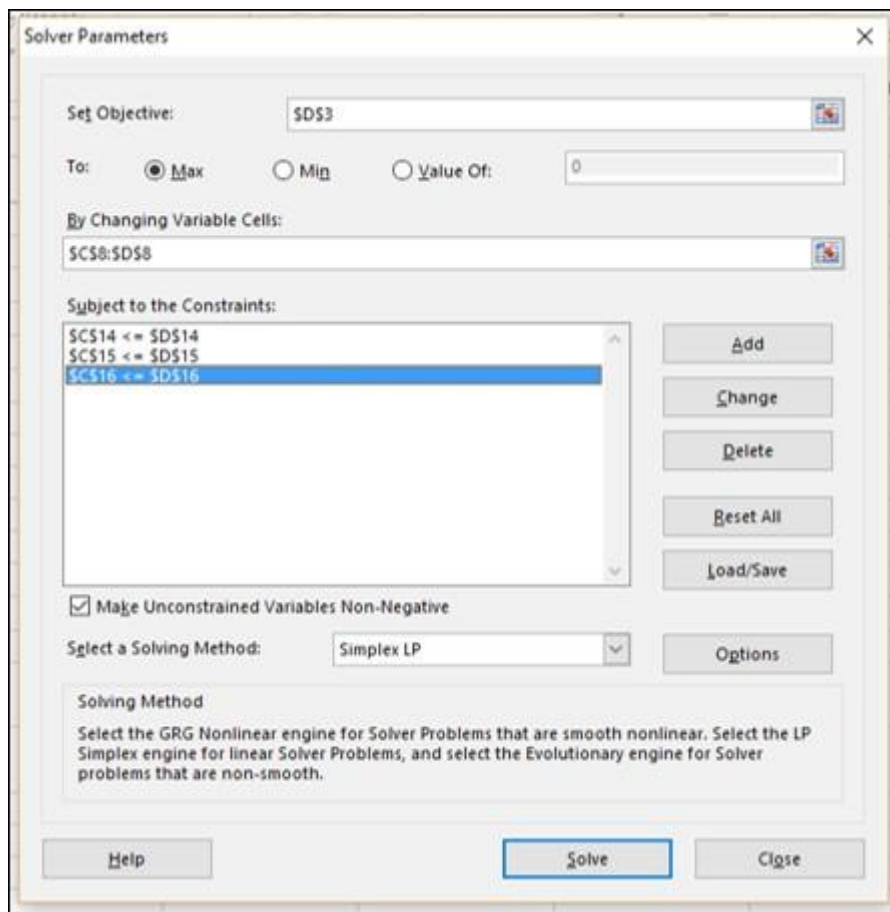 Solver Parameters
Set Objective: $D$3
To: Max Min Value Of: 0
By Changing Variable Cells:
$C$8:$D$8
Subject to the Constraints:
$C$14 <= $D$14
$C$15 <= $D$15
$C$16 <= $D$16
Add
Change
Delete
Reset All
Load/Save
Make Unconstrained Variables Non-Negative
Select a Solving Method: Simplex LP Options
Solving Method
Select the GRG Nonlinear engine for Solver Problems that are smooth nonlinear. Select the LP
Simplex engine for linear Solver Problems, and select the Evolutionary engine for Solver
problems that are non-smooth.
Help Solve Close